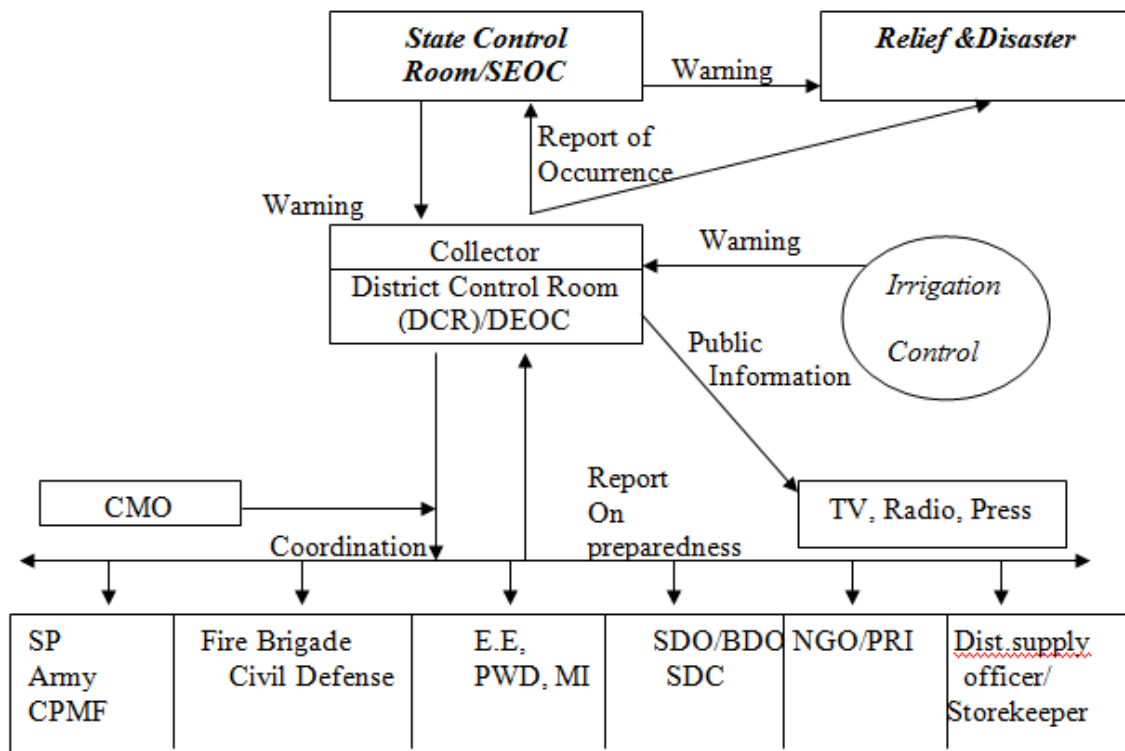 State Control
Room/SEOC
Relief &Disaster
Warning
Report of
Occurrence
Warning
Collector
District Control Room
(DCR)/DEOC
Warning
Irrigation
Control
Public
Information
CMO
Coordination
Report
On
preparedness
TV, Radio, Press
SP
Army
CPMF
Fire Brigade
Civil Defense
E.E,
PWD, MI
SDO/BDO
SDC
NGO/PRI
Dist.supply
officer/
Storekeeper